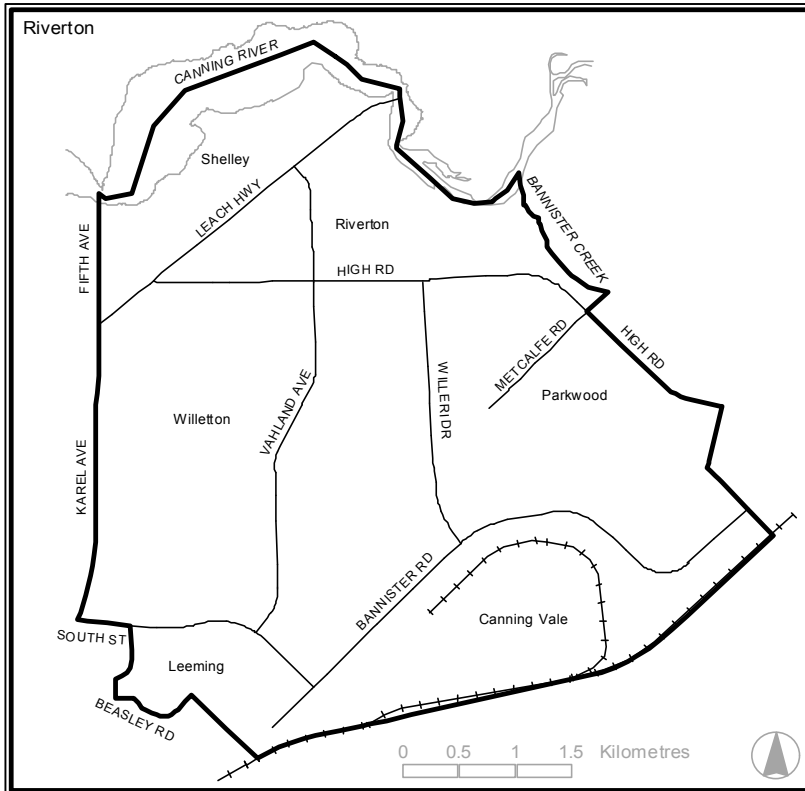 Riverton
CANNING RIVER
Shelley
LEACH HWY
BANNISTER CREEK
FIFTH AVE
Riverton
HIGH RD
METCALFE RD
HIGH RD
WILLERI DR
VAHLAND AVE
Parkwood
Willetton
KAREL AVE
BANNISTER RD
Canning Vale
SOUTH ST
Leeming
BEASLEY RD
0 0.5 1 1.5 Kilometres